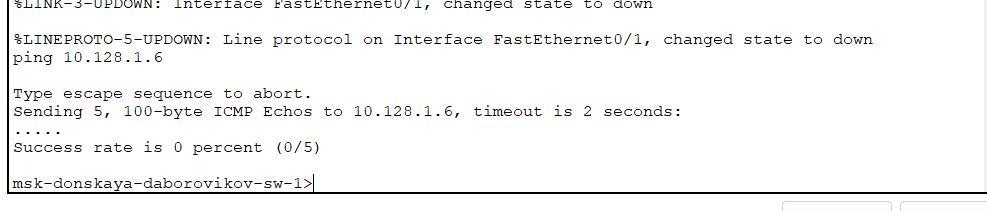 %LINK-3-UPDOWN: Interface FastEthernet0/1, changed state to down
%LINEPROTO-5-UPDOWN: Line protocol on Interface FastEthernet0/1, changed state to down
ping 10.128.1.6
Type escape sequence to abort.
Sending 5, 100-byte ICMP Echos to 10.128.1.6, timeout is 2 seconds:
.....
Success rate is 0 percent (0/5)
msk-donskaya-daborovikov-sw-1>